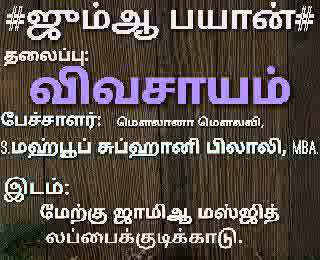 #ஜும்ஆ பயான்#
தலைப்பு:
விவசாயம்
பேச்சாளர்: மௌலானா மௌலவி,
S.மஹ்பூப் சுப்ஹானி பிலாலி, MBA.
இடம்:
மேற்கு ஜாமிஆ மஸ்ஜித்
லப்பைக்குடிக்காடு.